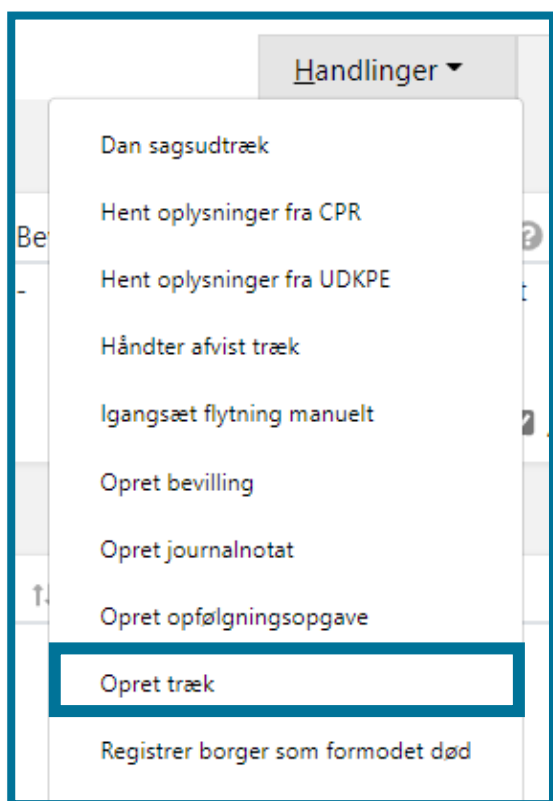 Handlinger
Dan sagsudtræk
Hent oplysninger fra CPR
Be
Hent oplysninger fra UDKPE
-
t
Håndter afvist træk
Igangsæt flytning manuelt
Opret bevilling
Opret journalnotat
Opret opfølgningsopgave
Opret træk
Registrer borger som formodet død